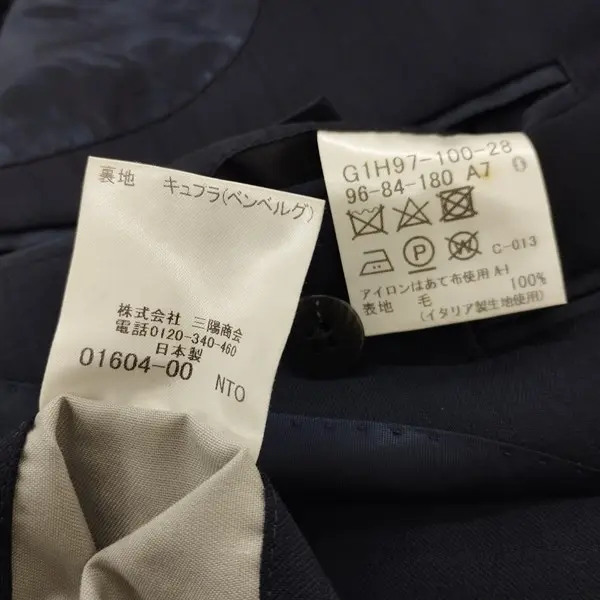 裏地 キュプラ(ベンベルグ)
株式会社 三陽商会
電話0120-340-460
日本製
01604-00 NTO
G1H97-100-28
96-84-180 A7
P W C-013
アイロンはあて布使用 A-1
表地 毛 100%
(イタリア製生地使用)